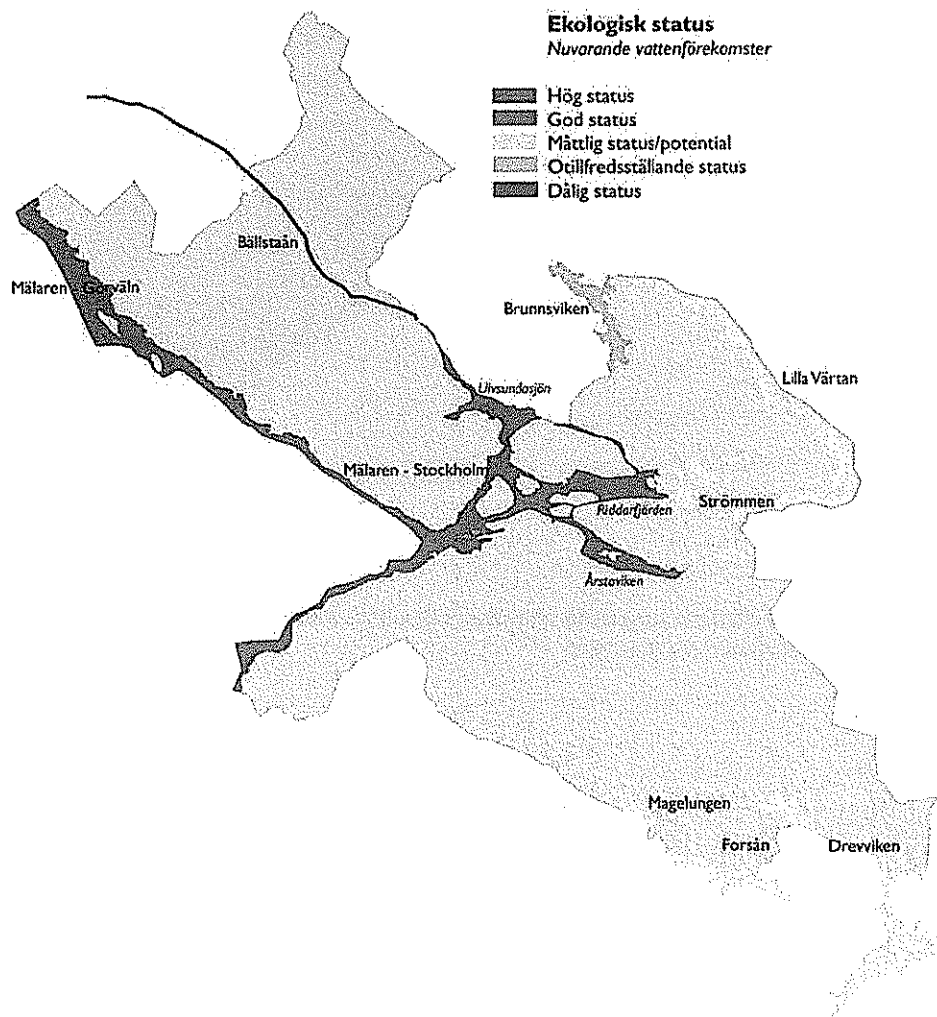 Ekologisk status
Nuvarande vattenförekomster
Hög status
God status
Måttlig status/potential
Otillfredsställande status
Dålig status
Bällstaån
Mälaren - Görväln
Brunnsviken
Lilla Värtan
Ulvsundasjön
Mälaren - Stockholm
Riddarfjärden
Strömmen
Årstaviken
Magelungen
Forsån
Drevviken